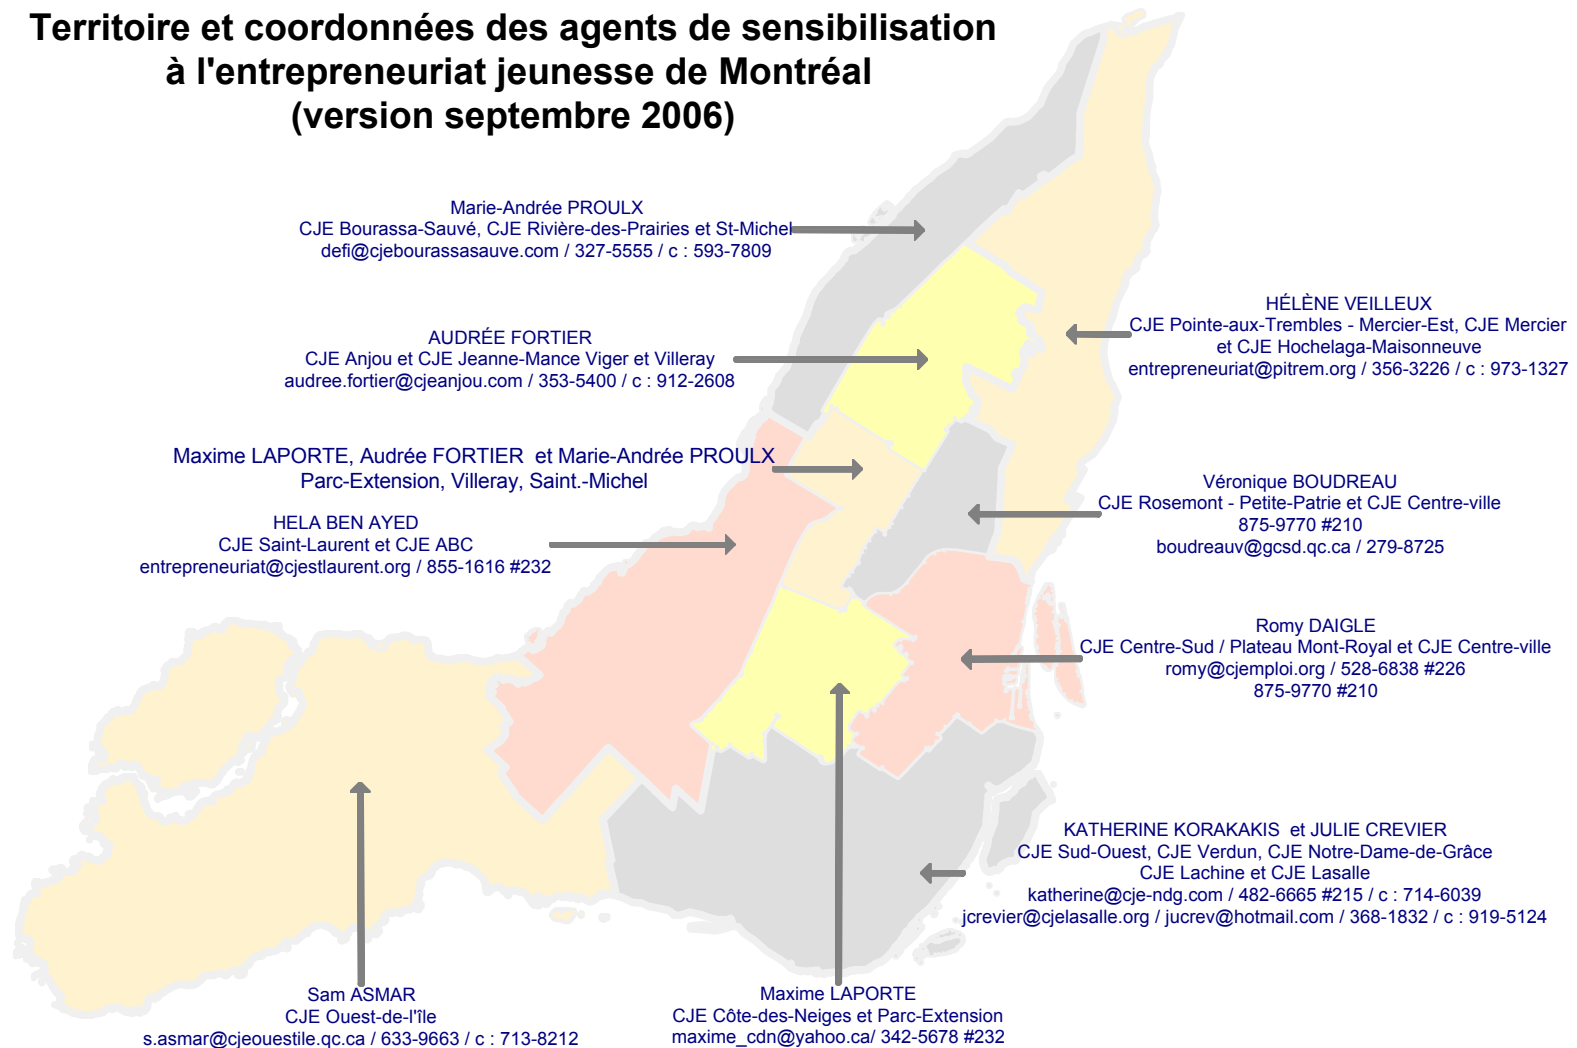 Territoire et coordonnées des agents de sensibilisation
à l'entrepreneuriat jeunesse de Montréal
(version septembre 2006)
Marie-Andrée PROULX
CJE Bourassa-Sauvé, CJE Rivière-des-Prairies et St-Michel
defi@cjebourassasauve.com / 327-5555 / c : 593-7809
HÉLÈNE VEILLEUX
CJE Pointe-aux-Trembles - Mercier-Est, CJE Mercier
et CJE Hochelaga-Maisonneuve
entrepreneuriat@pitrem.org / 356-3226 / c : 973-1327
AUDRÉE FORTIER
CJE Anjou et CJE Jeanne-Mance Viger et Villeray
audree.fortier@cjeanjou.com / 353-5400 / c : 912-2608
Maxime LAPORTE, Audrée FORTIER  et Marie-Andrée PROULX
Parc-Extension, Villeray, Saint.-Michel
Véronique BOUDREAU
CJE Rosemont - Petite-Patrie et CJE Centre-ville
875-9770 #210
boudreauv@gcsd.qc.ca / 279-8725
HELA BEN AYED
CJE Saint-Laurent et CJE ABC
entrepreneuriat@cjestlaurent.org / 855-1616 #232
Romy DAIGLE
CJE Centre-Sud / Plateau Mont-Royal et CJE Centre-ville
romy@cjemploi.org / 528-6838 #226
875-9770 #210
KATHERINE KORAKAKIS  et JULIE CREVIER
CJE Sud-Ouest, CJE Verdun, CJE Notre-Dame-de-Grâce
CJE Lachine et CJE Lasalle
katherine@cje-ndg.com / 482-6665 #215 / c : 714-6039
jcrevier@cjelasalle.org / jucrev@hotmail.com / 368-1832 / c : 919-5124
Sam ASMAR
CJE Ouest-de-l'île
s.asmar@cjeouestile.qc.ca / 633-9663 / c : 713-8212
Maxime LAPORTE
CJE Côte-des-Neiges et Parc-Extension
maxime_cdn@yahoo.ca/ 342-5678 #232